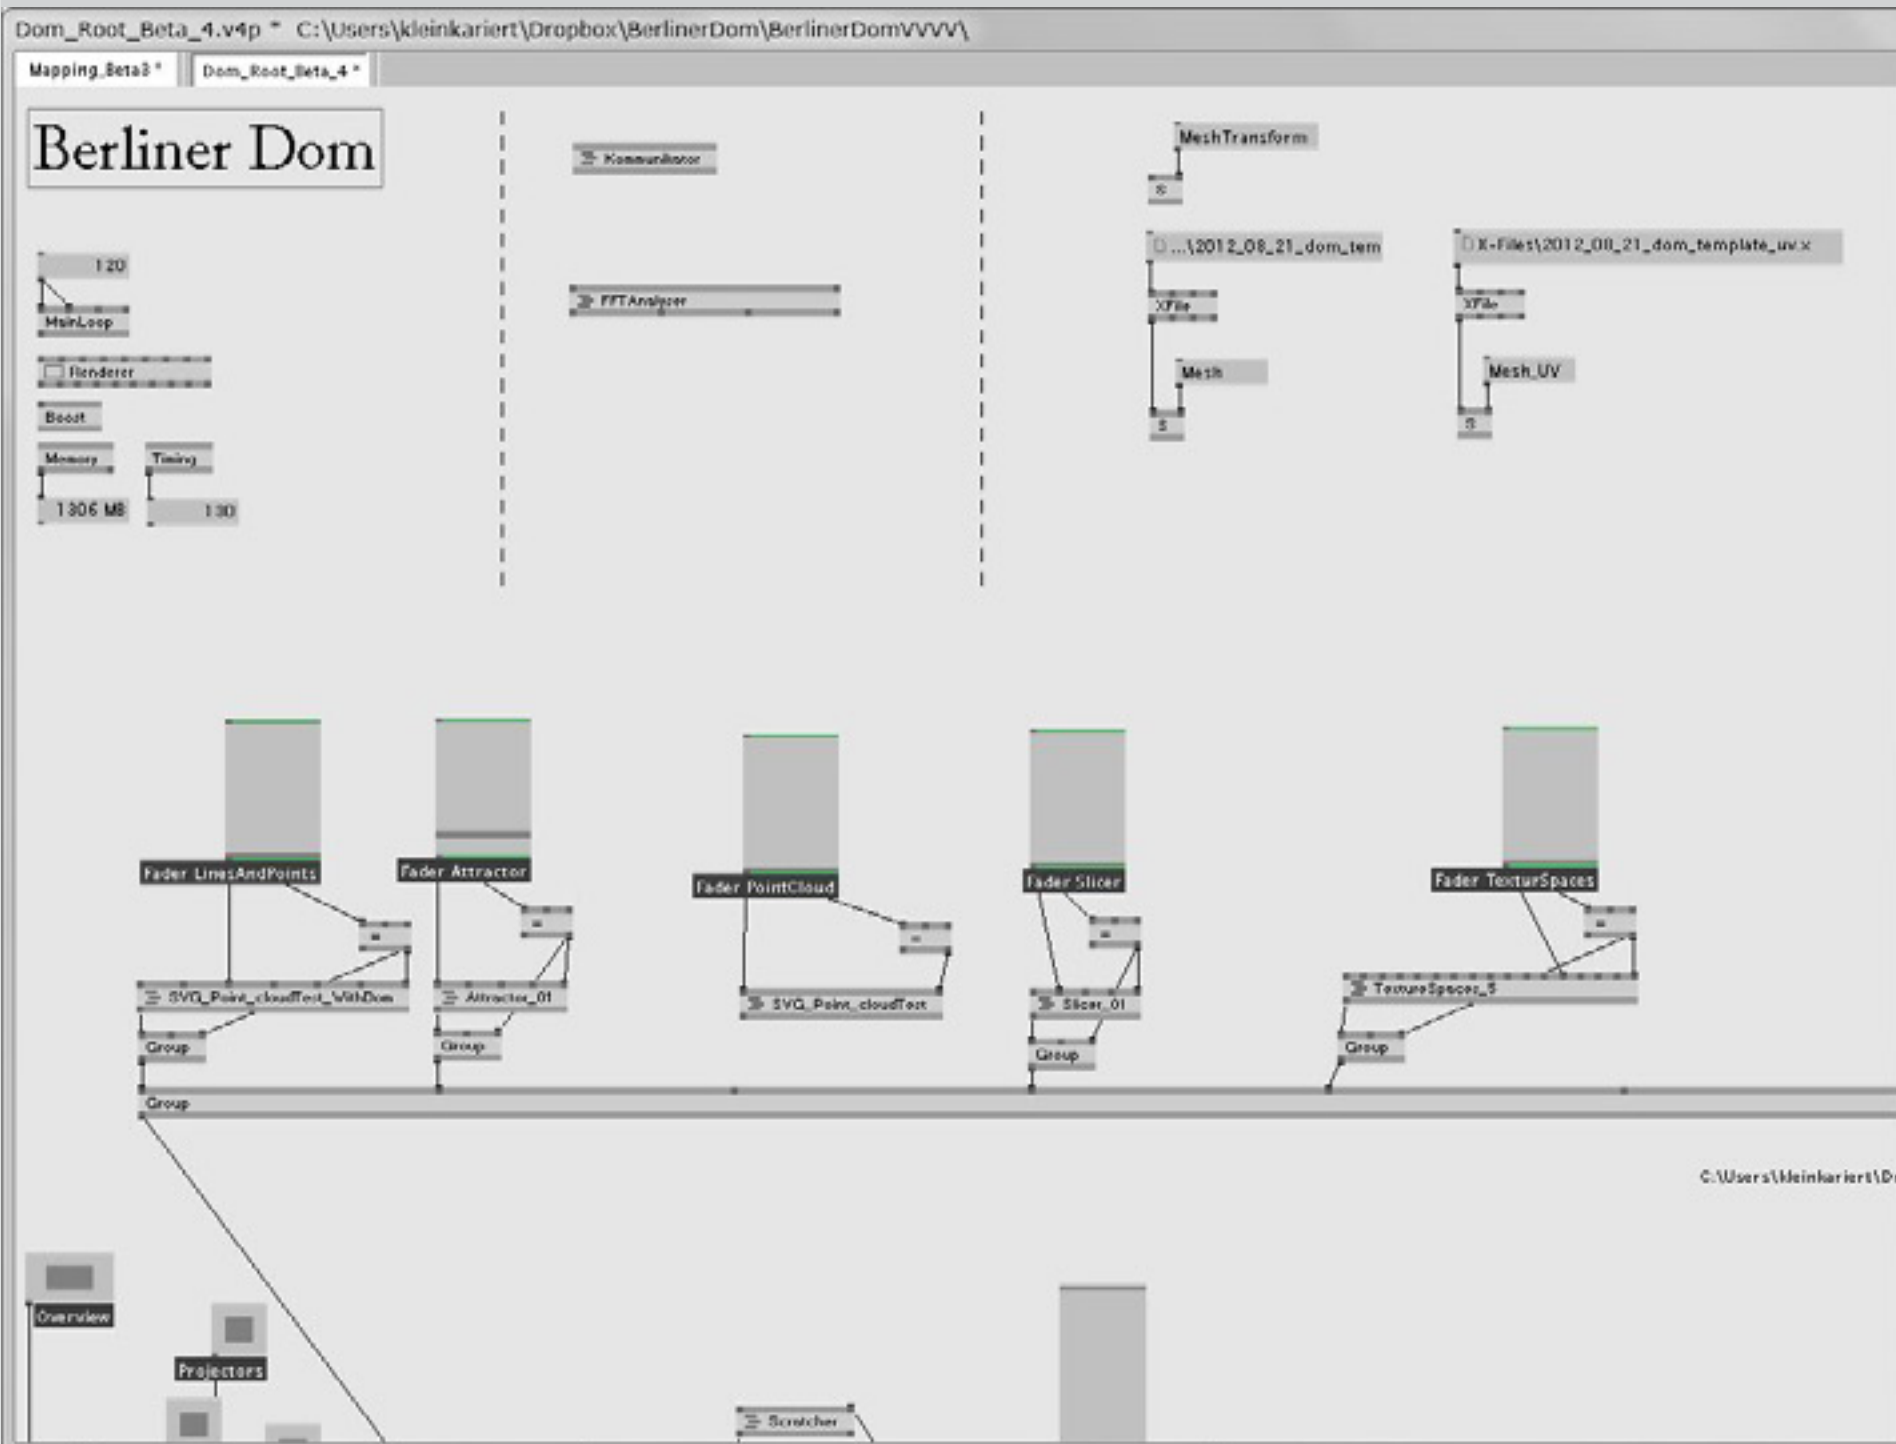 Dom_Root_Beta_4.v4p * C:\Users\kleinkariert\Dropbox\BerlinerDom\BerlinerDomVVVV\
Mapping_Beta3 * Dom_Root_Beta_4 *
Berliner Dom
Kommunikator
MeshTransform
S
120
...\2012_08_21_dom_tem
X-Files\2012_08_21_dom_template_uv.x
MainLoop
FFTAnalyser
XFile
XFile
Renderer
Mesh
Mesh_UV
Boost
S
S
Memory
Timing
1306 MB
130
Fader LinesAndPoints
Fader Attractor
Fader PointCloud
Fader Slicer
Fader TexturSpaces
=
=
=
=
=
SVG_Point_cloudTest_WithDom
Attractor_01
SVG_Point_cloudTest
Slicer_01
TextureSpaces_5
Group
Group
Group
Group
Group
C:\Users\kleinkariert\D
Overview
Projectors
Scratcher